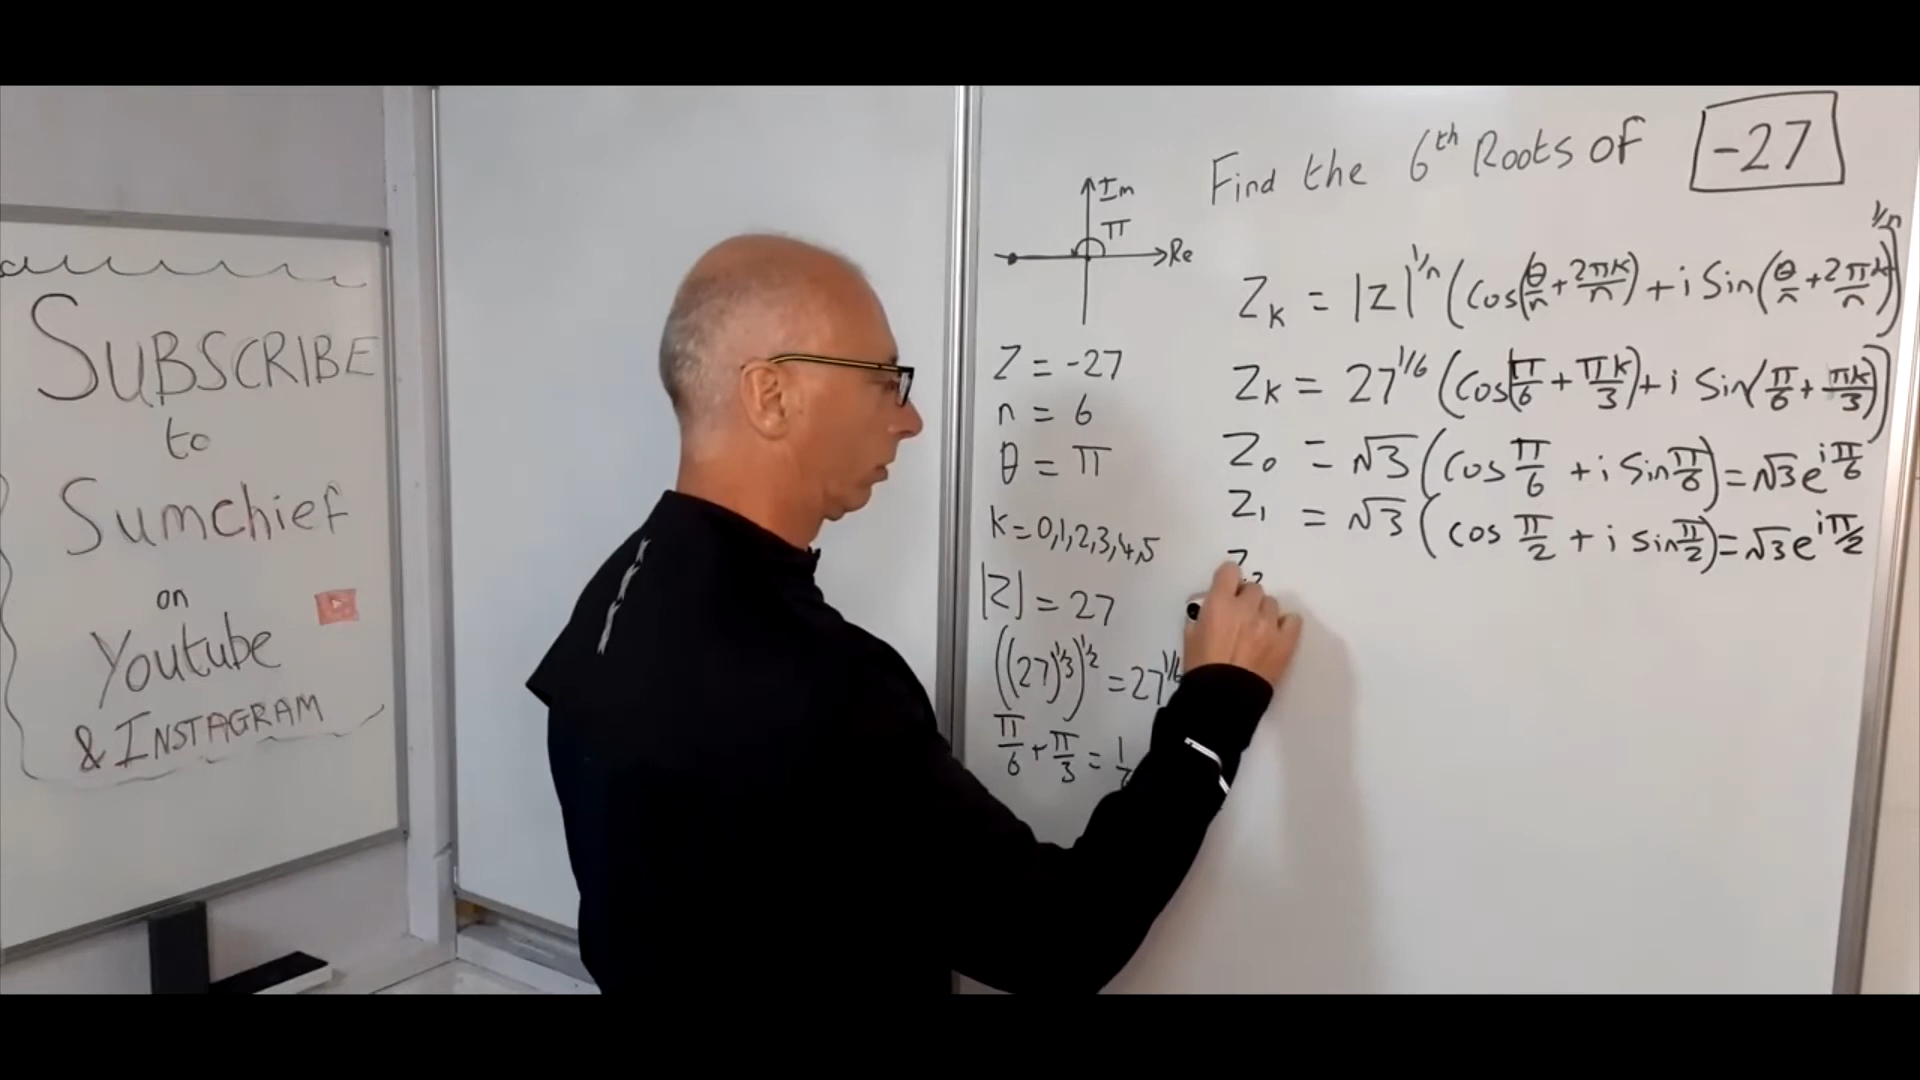 SUBSCRIBE
to
Sumchief
on
Youtube
& INSTAGRAM
Im
π
Re
Z = -27
n = 6
θ = π
K = 0,1,2,3,4,5
|Z| = 27
((27)^1/3)^1/2 = 27^1/6
π/6 + π/3 = 1/
Find the 6th Roots of -27
Z_K = |Z|^1/n (Cos(θ/n + 2πK/n) + i Sin(θ/n + 2πK/n))^1/n
Z_K = 27^1/6 (Cos(π/6 + πK/3) + i Sin(π/6 + πK/3))
Z_0 = √3 (Cos π/6 + i Sin π/6) = √3 e^iπ/6
Z_1 = √3 (cos π/2 + i sin π/2) = √3 e^iπ/2
Z_2